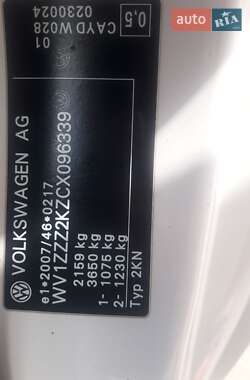 VOLKSWAGEN AG
e1*2007/46*0217
WV1ZZZ2KZCX096339
2159 kg
3650 kg
1- 1075 kg
2- 1230 kg
Typ 2KN
01
CAYD W028
0230024
0,5
AUTO
RIA